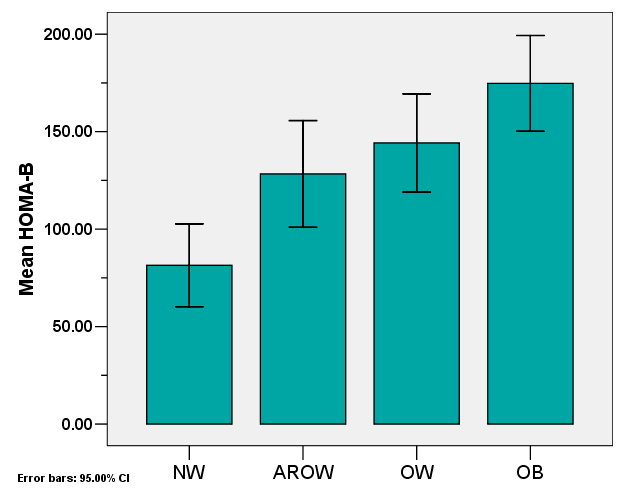 200.00
150.00
100.00
50.00
0.00
Mean HOMA-B
NW AROW OW OB
Error bars: 95.00% CI